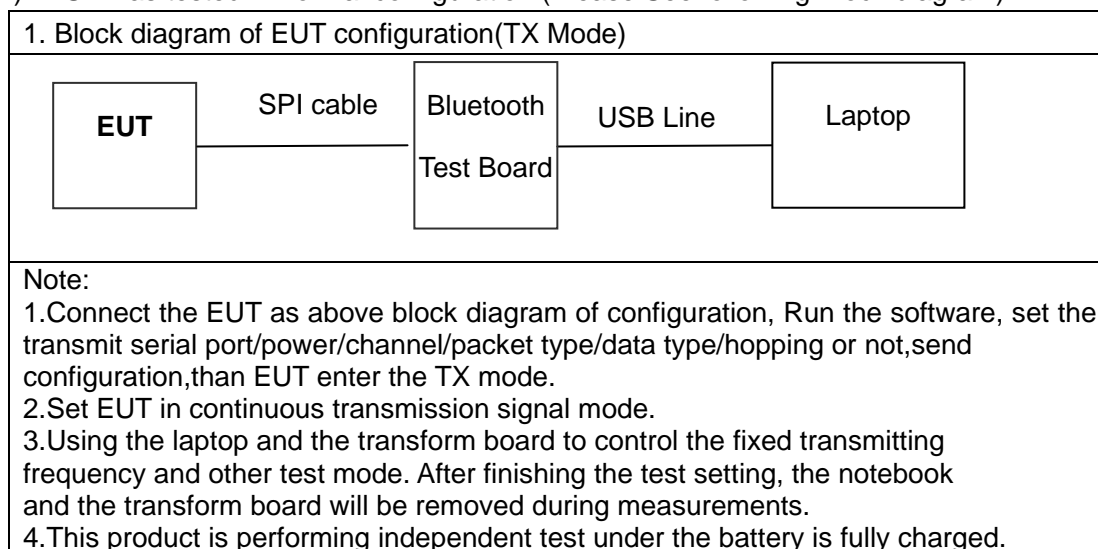 1. Block diagram of EUT configuration(TX Mode)
EUT
SPI cable
Bluetooth
Test Board
USB Line
Laptop
Note:
1.Connect the EUT as above block diagram of configuration, Run the software, set the
transmit serial port/power/channel/packet type/data type/hopping or not,send
configuration,than EUT enter the TX mode.
2.Set EUT in continuous transmission signal mode.
3.Using the laptop and the transform board to control the fixed transmitting
frequency and other test mode. After finishing the test setting, the notebook
and the transform board will be removed during measurements.
4.This product is performing independent test under the battery is fully charged.